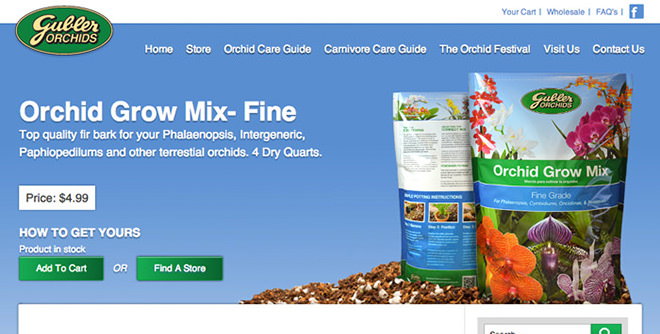 Your Cart | Wholesale | FAQ's | f
Gubler
ORCHIDS
Home Store Orchid Care Guide Carnivore Care Guide The Orchid Festival Visit Us Contact Us
Orchid Grow Mix- Fine
Top quality fir bark for your Phalaenopsis, Intergeneric,
Paphiopedilums and other terrestial orchids. 4 Dry Quarts.
Price: $4.99
HOW TO GET YOURS
Product in stock
Add To Cart OR Find A Store
Gubler
ORCHIDS
Orchid Grow Mix
Fine Grade
For Phalaenopsis, Cymbidiums, Oncidiums, &
POTTING INSTRUCTIONS
Search